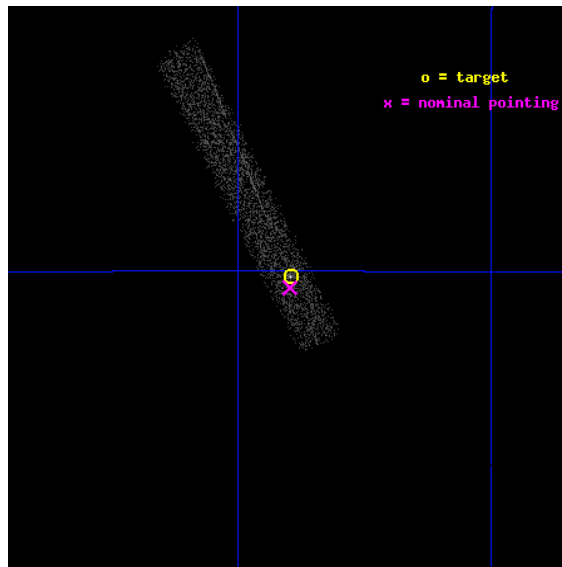 o = target
x = nominal pointing